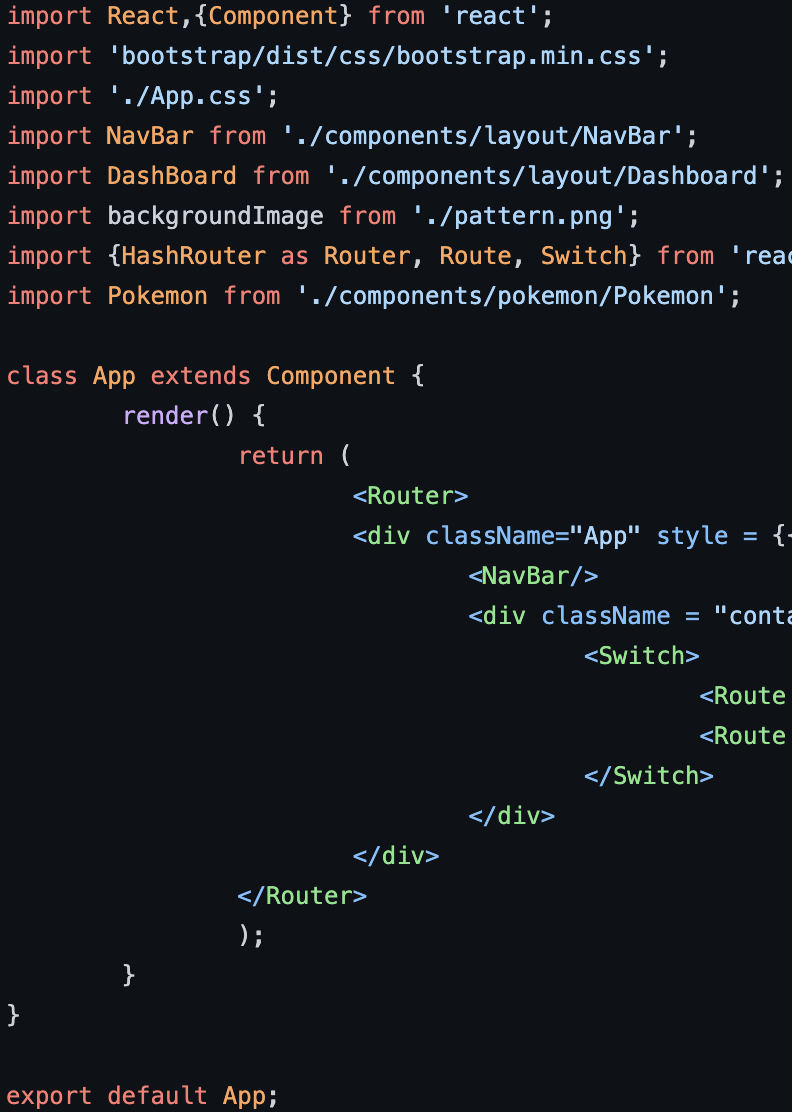 import React,{Component} from 'react';
import 'bootstrap/dist/css/bootstrap.min.css';
import './App.css';
import NavBar from './components/layout/NavBar';
import DashBoard from './components/layout/Dashboard';
import backgroundImage from './pattern.png';
import {HashRouter as Router, Route, Switch} from
import Pokemon from './components/pokemon/Pokemon';
class App extends Component {
render() {
return (
<Router>
<div className="App" style = {
<NavBar/>
<div className =
<Switch>
<Route
<Route
</Switch>
</div>
</div>
</Router>
);
}
}
export default App;